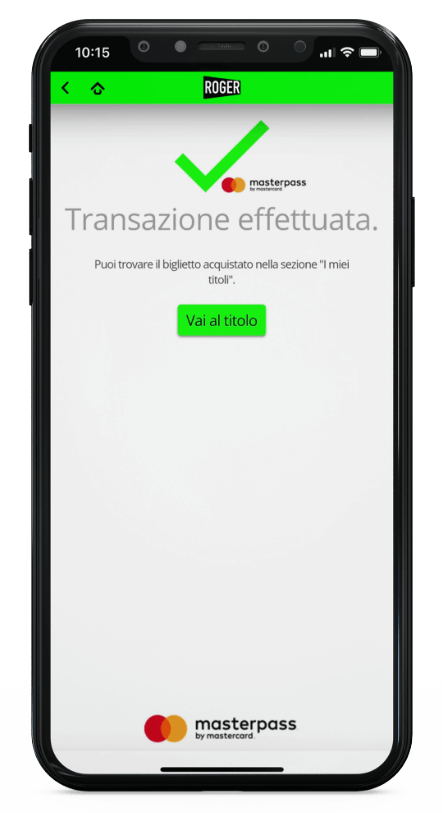 10:15
ROGER
masterpass
by mastercard.
Transazione effettuata.
Puoi trovare il biglietto acquistato nella sezione "I miei
titoli".
Vai al titolo
masterpass
by mastercard.